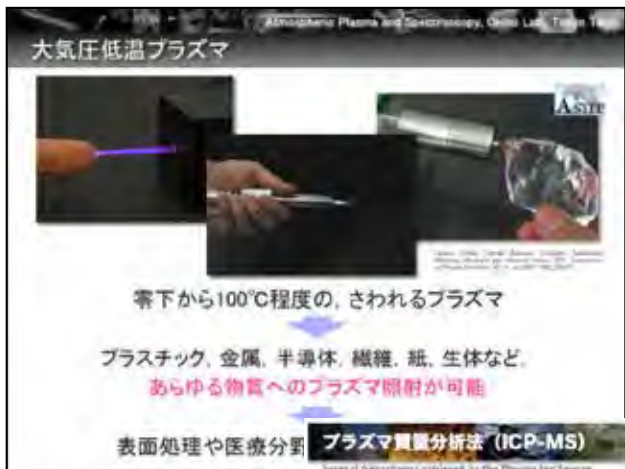 Atmospheric Plasma and Spectroscopy, Okino Lab., Tokyo Tech
大気圧低温プラズマ
零下から100℃程度の, さわれるプラズマ
プラスチック, 金属, 半導体, 繊維, 紙, 生体など,
あらゆる物質へのプラズマ照射が可能
表面処理や医療分野
プラズマ質量分析法（ICP-MS）